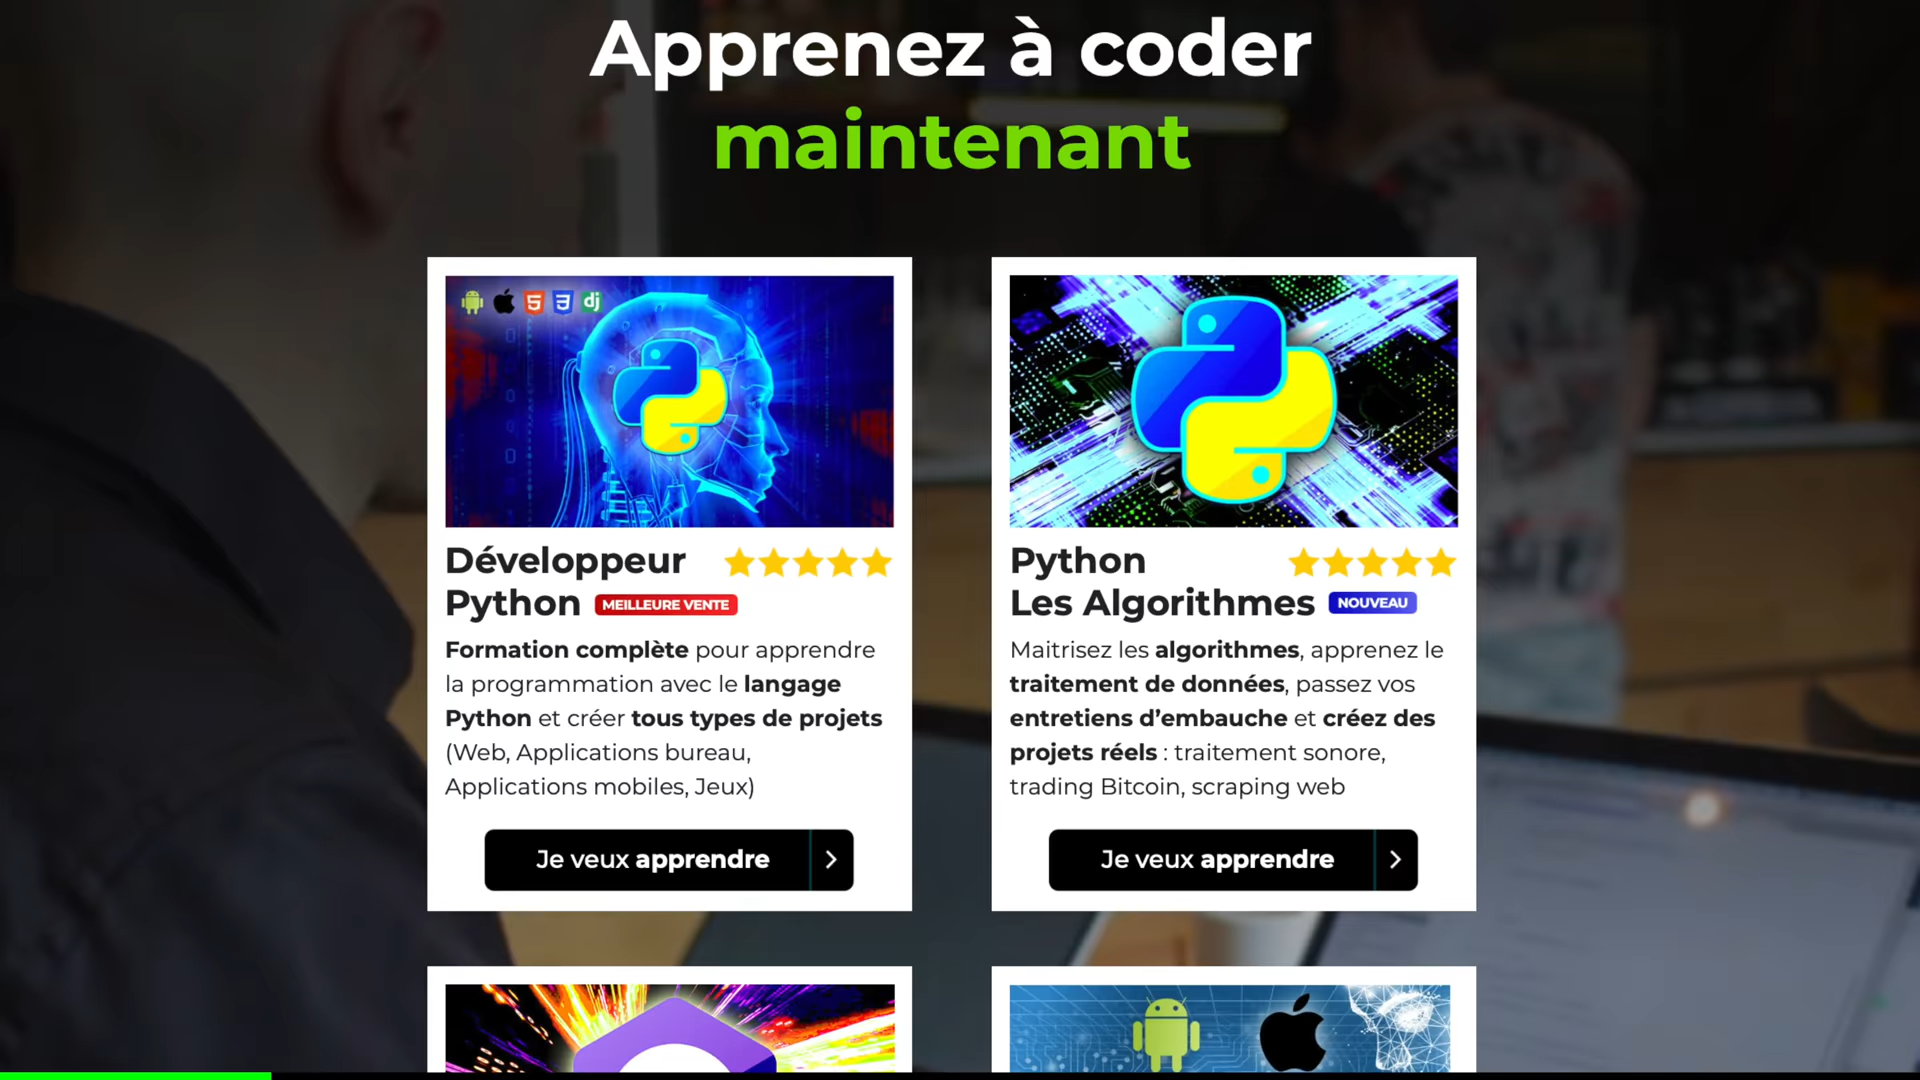 Apprenez à coder
maintenant
dj
Développeur
Python MEILLEURE VENTE
Formation complète pour apprendre
la programmation avec le langage
Python et créer tous types de projets
(Web, Applications bureau,
Applications mobiles, Jeux)
Je veux apprendre
Python
Les Algorithmes NOUVEAU
Maitrisez les algorithmes, apprenez le
traitement de données, passez vos
entretiens d’embauche et créez des
projets réels : traitement sonore,
trading Bitcoin, scraping web
Je veux apprendre